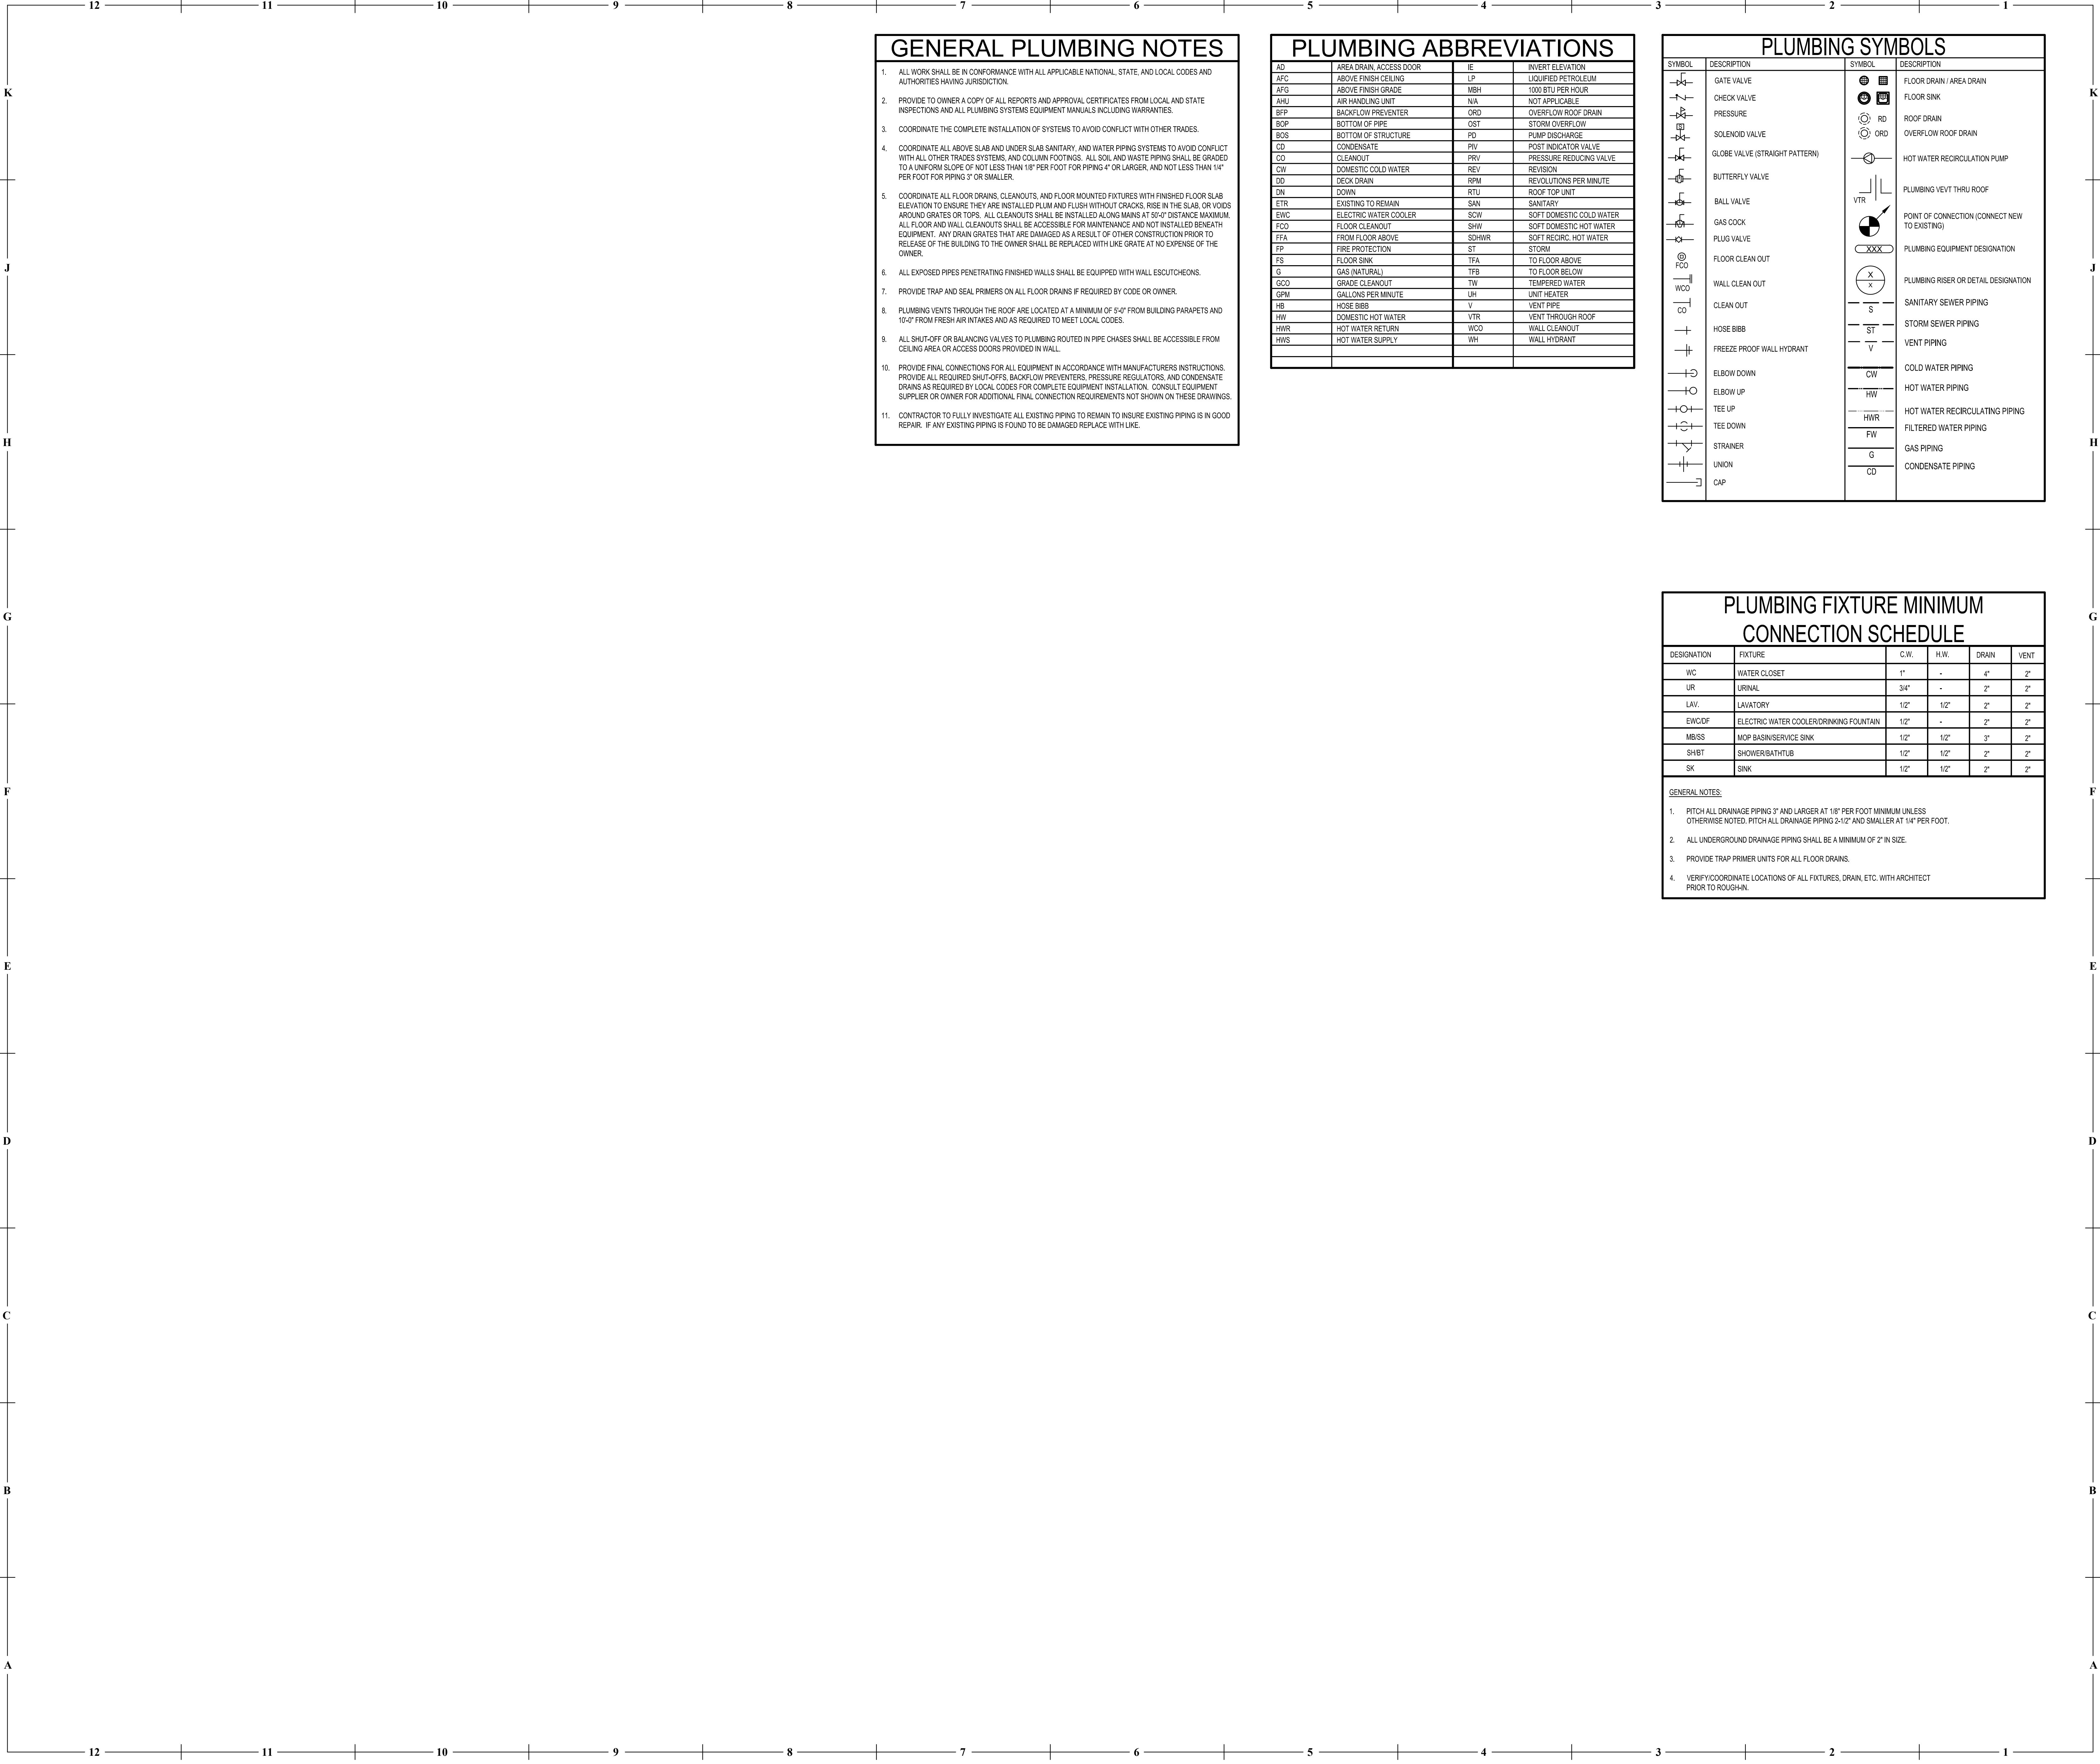 12 11 10 9 8 7 6 5 4 3 2 1
GENERAL PLUMBING NOTES
1. ALL WORK SHALL BE IN CONFORMANCE WITH ALL APPLICABLE NATIONAL, STATE, AND LOCAL CODES AND
AUTHORITIES HAVING JURISDICTION.
2. PROVIDE TO OWNER A COPY OF ALL REPORTS AND APPROVAL CERTIFICATES FROM LOCAL AND STATE
INSPECTIONS AND ALL PLUMBING SYSTEMS EQUIPMENT MANUALS INCLUDING WARRANTIES.
3. COORDINATE THE COMPLETE INSTALLATION OF SYSTEMS TO AVOID CONFLICT WITH OTHER TRADES.
4. COORDINATE ALL ABOVE SLAB AND UNDER SLAB SANITARY, AND WATER PIPING SYSTEMS TO AVOID CONFLICT
WITH ALL OTHER TRADES SYSTEMS, AND COLUMN FOOTINGS. ALL SOIL AND WASTE PIPING SHALL BE GRADED
TO A UNIFORM SLOPE OF NOT LESS THAN 1/8" PER FOOT FOR PIPING 4" OR LARGER, AND NOT LESS THAN 1/4"
PER FOOT FOR PIPING 3" OR SMALLER.
5. COORDINATE ALL FLOOR DRAINS, CLEANOUTS, AND FLOOR MOUNTED FIXTURES WITH FINISHED FLOOR SLAB
ELEVATION TO ENSURE THEY ARE INSTALLED PLUM AND FLUSH WITHOUT CRACKS, RISE IN THE SLAB, OR VOIDS
AROUND GRATES OR TOPS. ALL CLEANOUTS SHALL BE INSTALLED ALONG MAINS AT 50'-0" DISTANCE MAXIMUM.
ALL FLOOR AND WALL CLEANOUTS SHALL BE ACCESSIBLE FOR MAINTENANCE AND NOT INSTALLED BENEATH
EQUIPMENT. ANY DRAIN GRATES THAT ARE DAMAGED AS A RESULT OF OTHER CONSTRUCTION PRIOR TO
RELEASE OF THE BUILDING TO THE OWNER SHALL BE REPLACED WITH LIKE GRATE AT NO EXPENSE OF THE
OWNER.
6. ALL EXPOSED PIPES PENETRATING FINISHED WALLS SHALL BE EQUIPPED WITH WALL ESCUTCHEONS.
7. PROVIDE TRAP AND SEAL PRIMERS ON ALL FLOOR DRAINS IF REQUIRED BY CODE OR OWNER.
8. PLUMBING VENTS THROUGH THE ROOF ARE LOCATED AT A MINIMUM OF 5'-0" FROM BUILDING PARAPETS AND
10'-0" FROM FRESH AIR INTAKES AND AS REQUIRED TO MEET LOCAL CODES.
9. ALL SHUT-OFF OR BALANCING VALVES TO PLUMBING ROUTED IN PIPE CHASES SHALL BE ACCESSIBLE FROM
CEILING AREA OR ACCESS DOORS PROVIDED IN WALL.
10. PROVIDE FINAL CONNECTIONS FOR ALL EQUIPMENT IN ACCORDANCE WITH MANUFACTURERS INSTRUCTIONS.
PROVIDE ALL REQUIRED SHUT-OFFS, BACKFLOW PREVENTERS, PRESSURE REGULATORS, AND CONDENSATE
DRAINS AS REQUIRED BY LOCAL CODES FOR COMPLETE EQUIPMENT INSTALLATION. CONSULT EQUIPMENT
SUPPLIER OR OWNER FOR ADDITIONAL FINAL CONNECTION REQUIREMENTS NOT SHOWN ON THESE DRAWINGS.
11. CONTRACTOR TO FULLY INVESTIGATE ALL EXISTING PIPING TO REMAIN TO INSURE EXISTING PIPING IS IN GOOD
REPAIR. IF ANY EXISTING PIPING IS FOUND TO BE DAMAGED REPLACE WITH LIKE.
PLUMBING ABBREVIATIONS
AD AREA DRAIN, ACCESS DOOR IE INVERT ELEVATION
AFC ABOVE FINISH CEILING LP LIQUIFIED PETROLEUM
AFG ABOVE FINISH GRADE MBH 1000 BTU PER HOUR
AHU AIR HANDLING UNIT N/A NOT APPLICABLE
BFP BACKFLOW PREVENTER ORD OVERFLOW ROOF DRAIN
BOP BOTTOM OF PIPE OST STORM OVERFLOW
BOS BOTTOM OF STRUCTURE PD PUMP DISCHARGE
CD CONDENSATE PIV POST INDICATOR VALVE
CO CLEANOUT PRV PRESSURE REDUCING VALVE
CW DOMESTIC COLD WATER REV REVISION
DD DECK DRAIN RPM REVOLUTIONS PER MINUTE
DN DOWN RTU ROOF TOP UNIT
ETR EXISTING TO REMAIN SAN SANITARY
EWC ELECTRIC WATER COOLER SCW SOFT DOMESTIC COLD WATER
FCO FLOOR CLEANOUT SHW SOFT DOMESTIC HOT WATER
FFA FROM FLOOR ABOVE SDHWR SOFT RECIRC. HOT WATER
FP FIRE PROTECTION ST STORM
FS FLOOR SINK TFA TO FLOOR ABOVE
G GAS (NATURAL) TFB TO FLOOR BELOW
GCO GRADE CLEANOUT TW TEMPERED WATER
GPM GALLONS PER MINUTE UH UNIT HEATER
HB HOSE BIBB V VENT PIPE
HW DOMESTIC HOT WATER VTR VENT THROUGH ROOF
HWR HOT WATER RETURN WCO WALL CLEANOUT
HWS HOT WATER SUPPLY WH WALL HYDRANT
PLUMBING SYMBOLS
SYMBOL DESCRIPTION SYMBOL DESCRIPTION
GATE VALVE
CHECK VALVE
PRESSURE
S SOLENOID VALVE
GLOBE VALVE (STRAIGHT PATTERN)
BUTTERFLY VALVE
BALL VALVE
GAS COCK
PLUG VALVE
FCO FLOOR CLEAN OUT
WCO WALL CLEAN OUT
CO CLEAN OUT
HOSE BIBB
FREEZE PROOF WALL HYDRANT
ELBOW DOWN
ELBOW UP
TEE UP
TEE DOWN
STRAINER
UNION
CAP
FLOOR DRAIN / AREA DRAIN
FLOOR SINK
RD ROOF DRAIN
ORD OVERFLOW ROOF DRAIN
HOT WATER RECIRCULATION PUMP
VTR PLUMBING VEVT THRU ROOF
POINT OF CONNECTION (CONNECT NEW
TO EXISTING)
XXX PLUMBING EQUIPMENT DESIGNATION
X
X PLUMBING RISER OR DETAIL DESIGNATION
S SANITARY SEWER PIPING
ST STORM SEWER PIPING
V VENT PIPING
CW COLD WATER PIPING
HW HOT WATER PIPING
HWR HOT WATER RECIRCULATING PIPING
FW FILTERED WATER PIPING
G GAS PIPING
CD CONDENSATE PIPING
PLUMBING FIXTURE MINIMUM
CONNECTION SCHEDULE
DESIGNATION FIXTURE C.W. H.W. DRAIN VENT
WC WATER CLOSET 1" - 4" 2"
UR URINAL 3/4" - 2" 2"
LAV. LAVATORY 1/2" 1/2" 2" 2"
EWC/DF ELECTRIC WATER COOLER/DRINKING FOUNTAIN 1/2" - 2" 2"
MB/SS MOP BASIN/SERVICE SINK 1/2" 1/2" 3" 2"
SH/BT SHOWER/BATHTUB 1/2" 1/2" 2" 2"
SK SINK 1/2" 1/2" 2" 2"
GENERAL NOTES:
1. PITCH ALL DRAINAGE PIPING 3" AND LARGER AT 1/8" PER FOOT MINIMUM UNLESS
OTHERWISE NOTED. PITCH ALL DRAINAGE PIPING 2-1/2" AND SMALLER AT 1/4" PER FOOT.
2. ALL UNDERGROUND DRAINAGE PIPING SHALL BE A MINIMUM OF 2" IN SIZE.
3. PROVIDE TRAP PRIMER UNITS FOR ALL FLOOR DRAINS.
4. VERIFY/COORDINATE LOCATIONS OF ALL FIXTURES, DRAIN, ETC. WITH ARCHITECT
PRIOR TO ROUGH-IN.
K K
J J
H H
G G
F F
E E
D D
C C
B B
A A
12 11 10 9 8 7 6 5 4 3 2 1